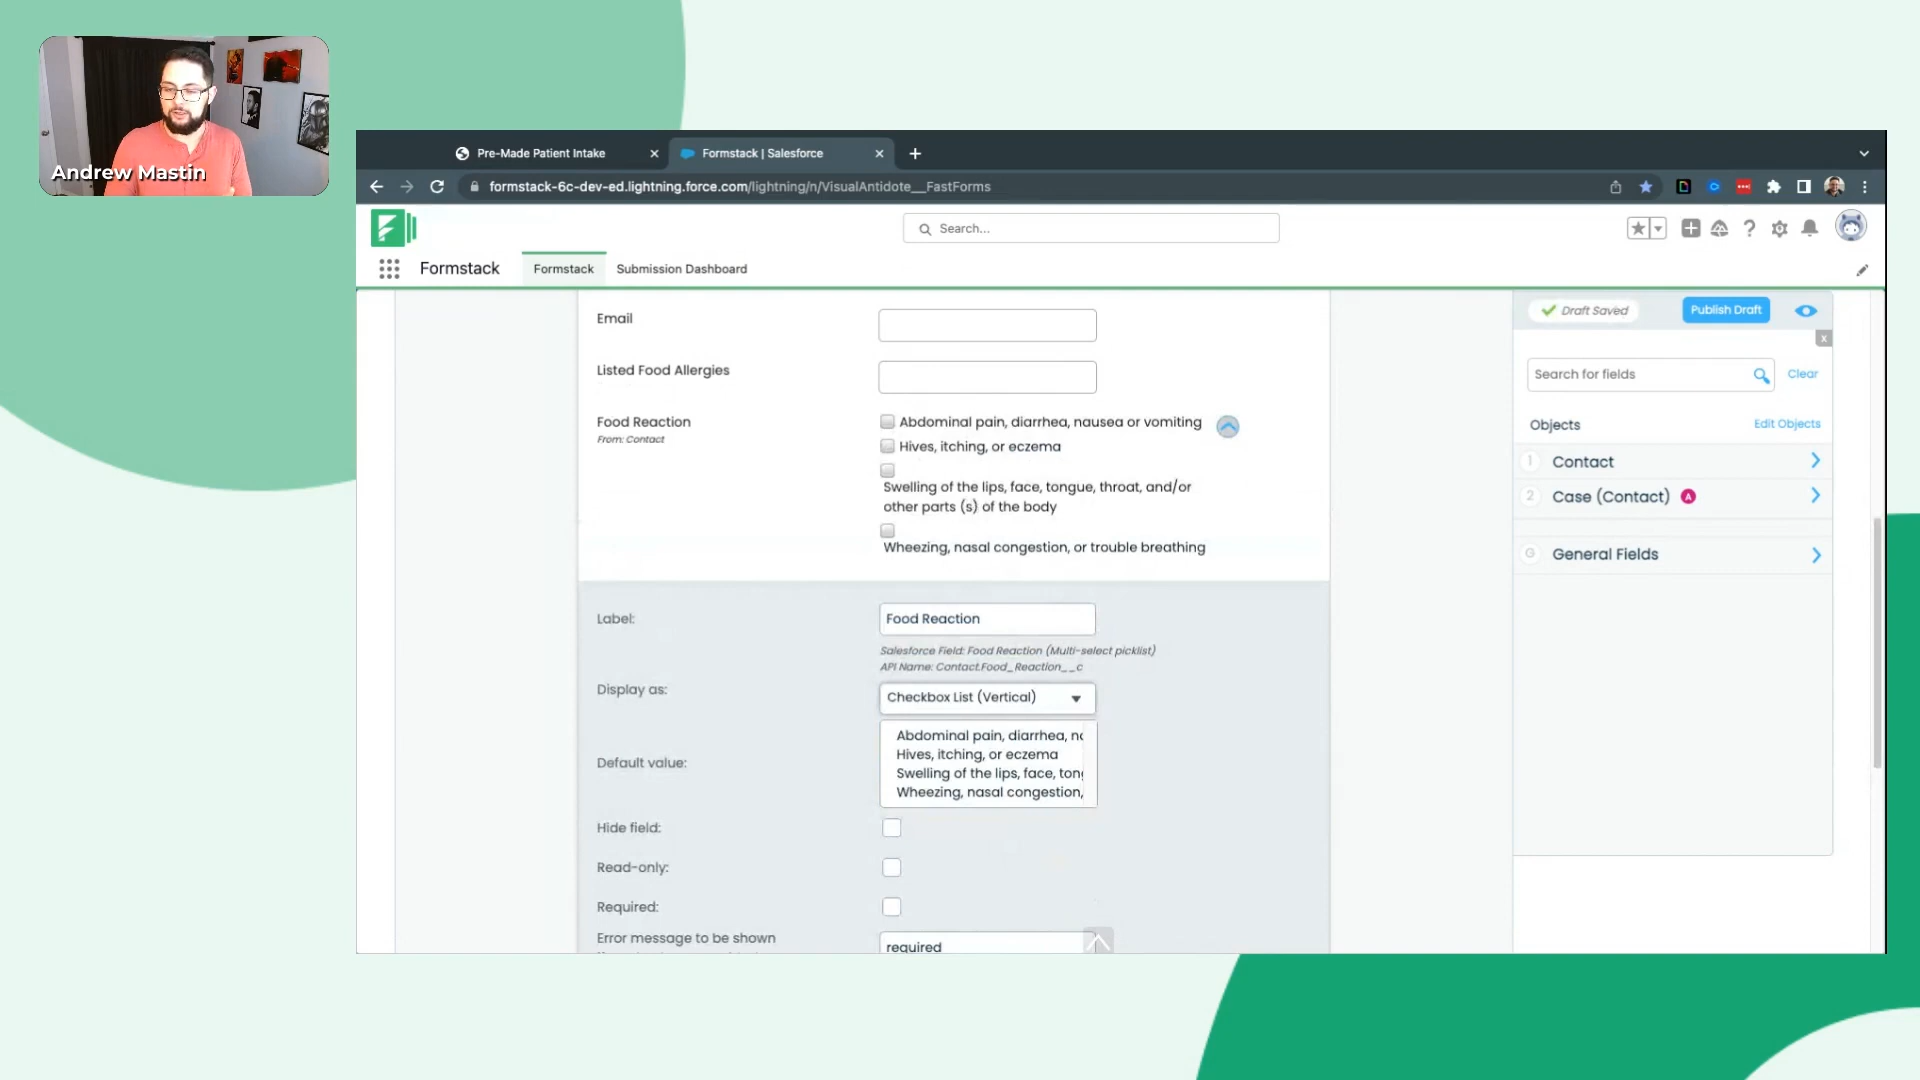 Andrew Mastin
Pre-Made Patient Intake
Formstack | Salesforce
formstack-6c-dev-ed.lightning.force.com/lightning/n/VisualAntidote__FastForms
Search...
Formstack
Formstack
Submission Dashboard
Email
Listed Food Allergies
Food Reaction
From: Contact
Abdominal pain, diarrhea, nausea or vomiting
Hives, itching, or eczema
Swelling of the lips, face, tongue, throat, and/or
other parts (s) of the body
Wheezing, nasal congestion, or trouble breathing
Label:
Food Reaction
Salesforce Field: Food Reaction (Multi-select picklist)
API Name: Contact.Food_Reaction__c
Display as:
Checkbox List (Vertical)
Default value:
Abdominal pain, diarrhea, na
Hives, itching, or eczema
Swelling of the lips, face, tong
Wheezing, nasal congestion,
Hide field:
Read-only:
Required:
Error message to be shown
required
Draft Saved
Publish Draft
x
Search for fields
Clear
Objects
Edit Objects
1
Contact
2
Case (Contact)
A
G
General Fields